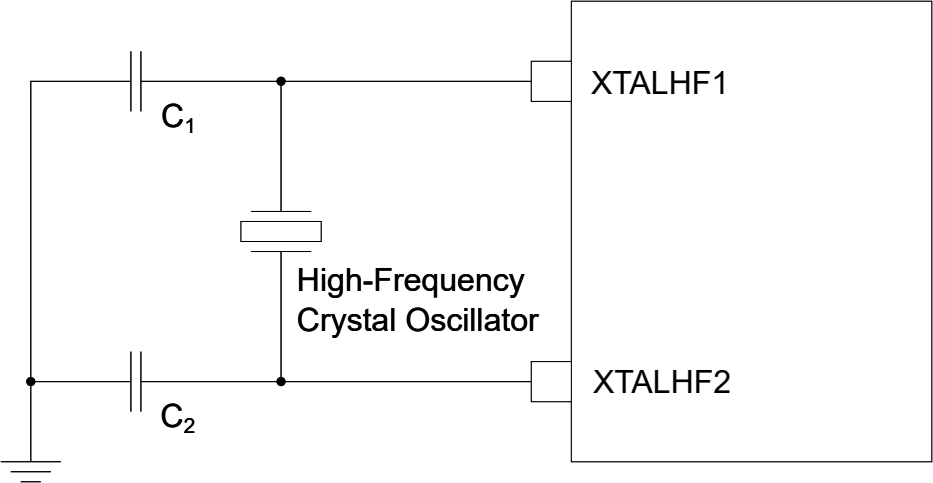 XTALHF1
C₁
High-Frequency
Crystal Oscillator
XTALHF2
C₂